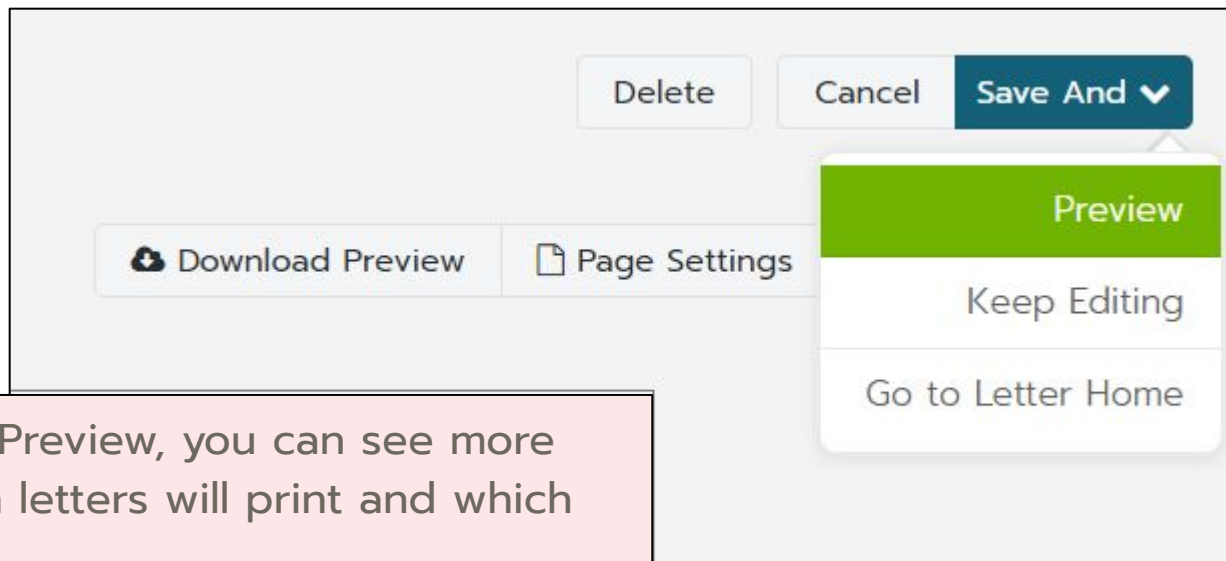 Delete Cancel Save And
Preview
Download Preview Page Settings
Keep Editing
Go to Letter Home
Preview, you can see more
letters will print and which